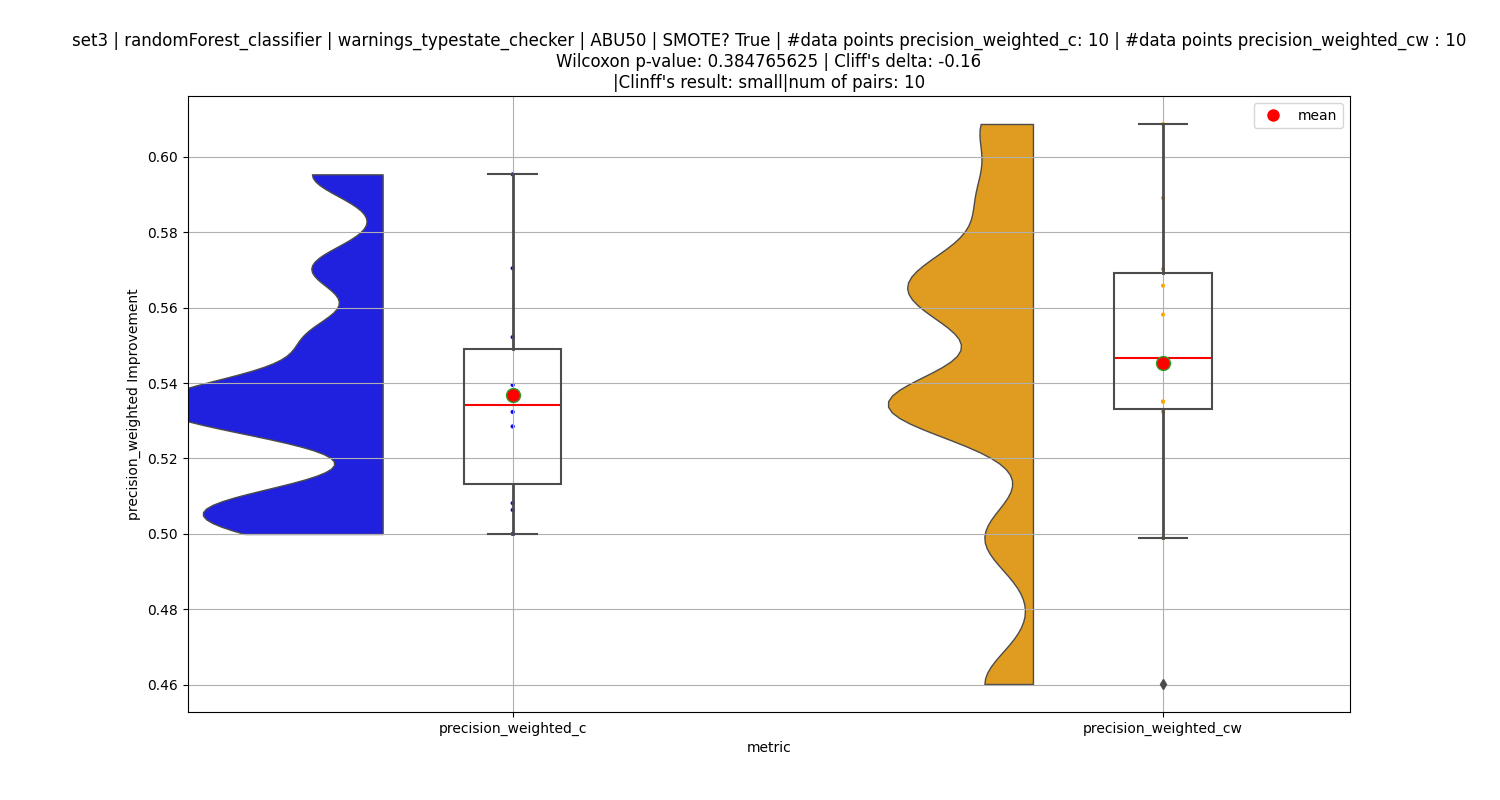 set3 | randomForest_classifier | warnings_typestate_checker | ABU50 | SMOTE? True | #data points precision_weighted_c: 10 | #data points precision_weighted_cw : 10
Wilcoxon p-value: 0.384765625 | Cliff's delta: -0.16
|Clinff's result: small|num of pairs: 10
mean
precision_weighted Improvement
0.60
0.58
0.56
0.54
0.52
0.50
0.48
0.46
precision_weighted_c
precision_weighted_cw
metric